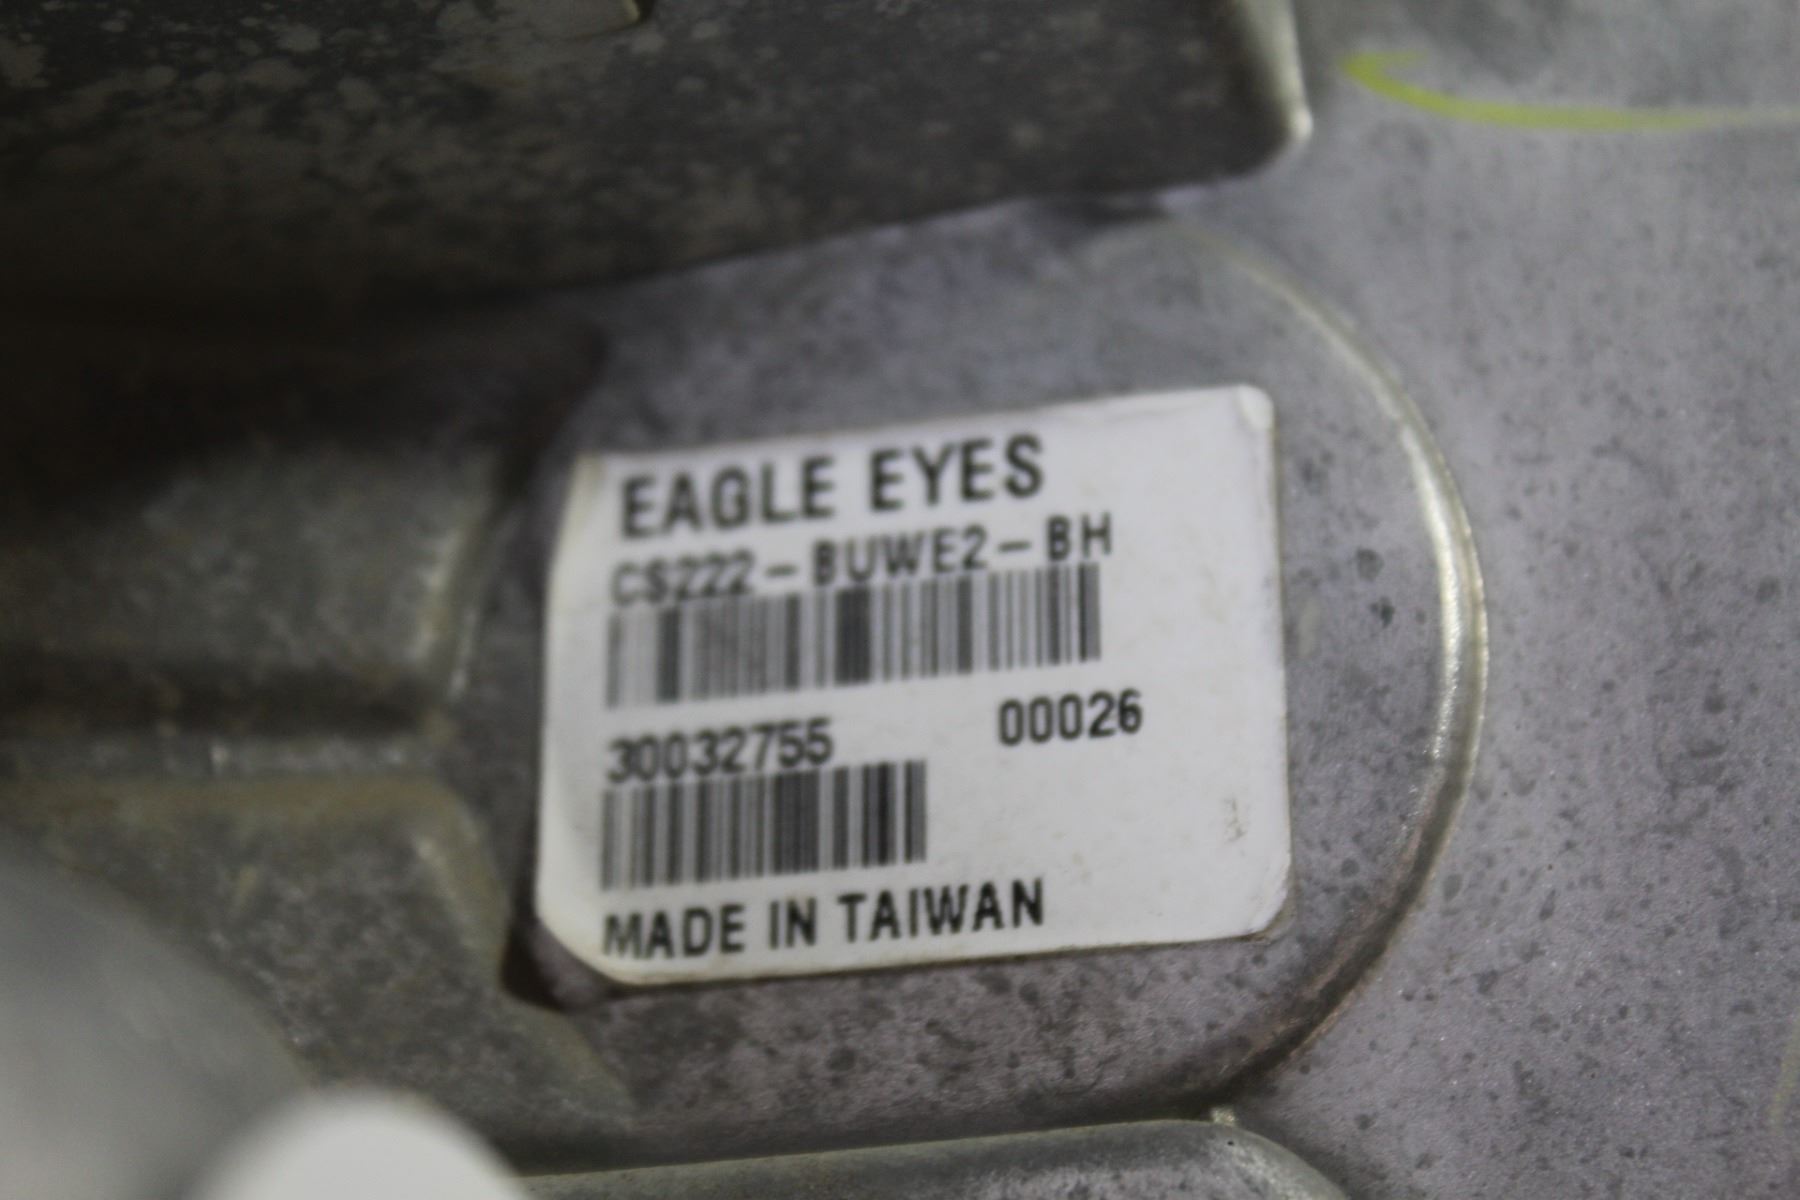 EAGLE EYES
CS222-BUWE2-BH
30032755 00026
MADE IN TAIWAN